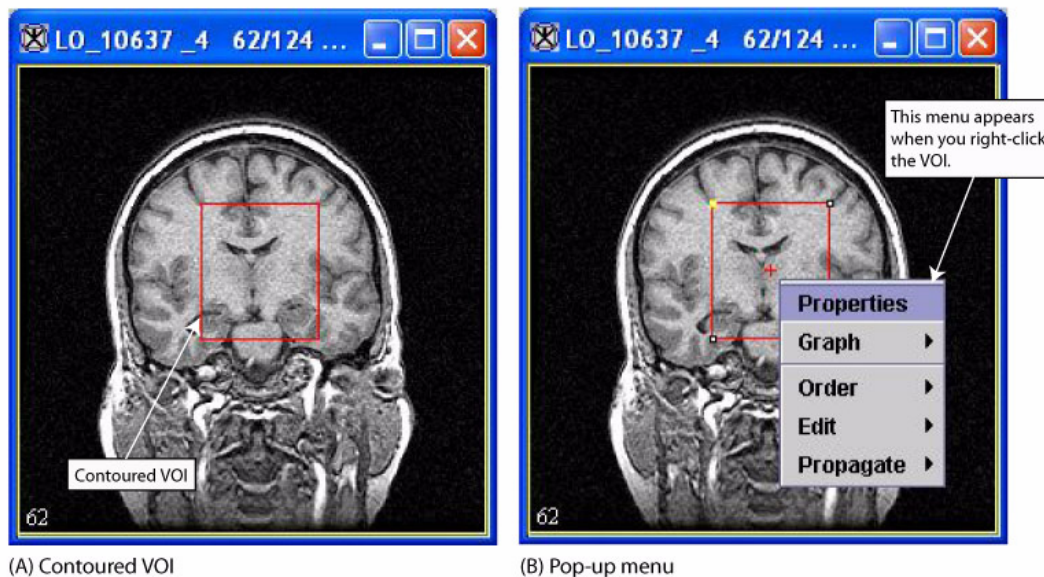 LO_10637 _4 62/124 ...
Contoured VOI
62
(A) Contoured VOI
LO_10637 _4 62/124 ...
This menu appears
when you right-click
the VOI.
Properties
Graph
Order
Edit
Propagate
62
(B) Pop-up menu